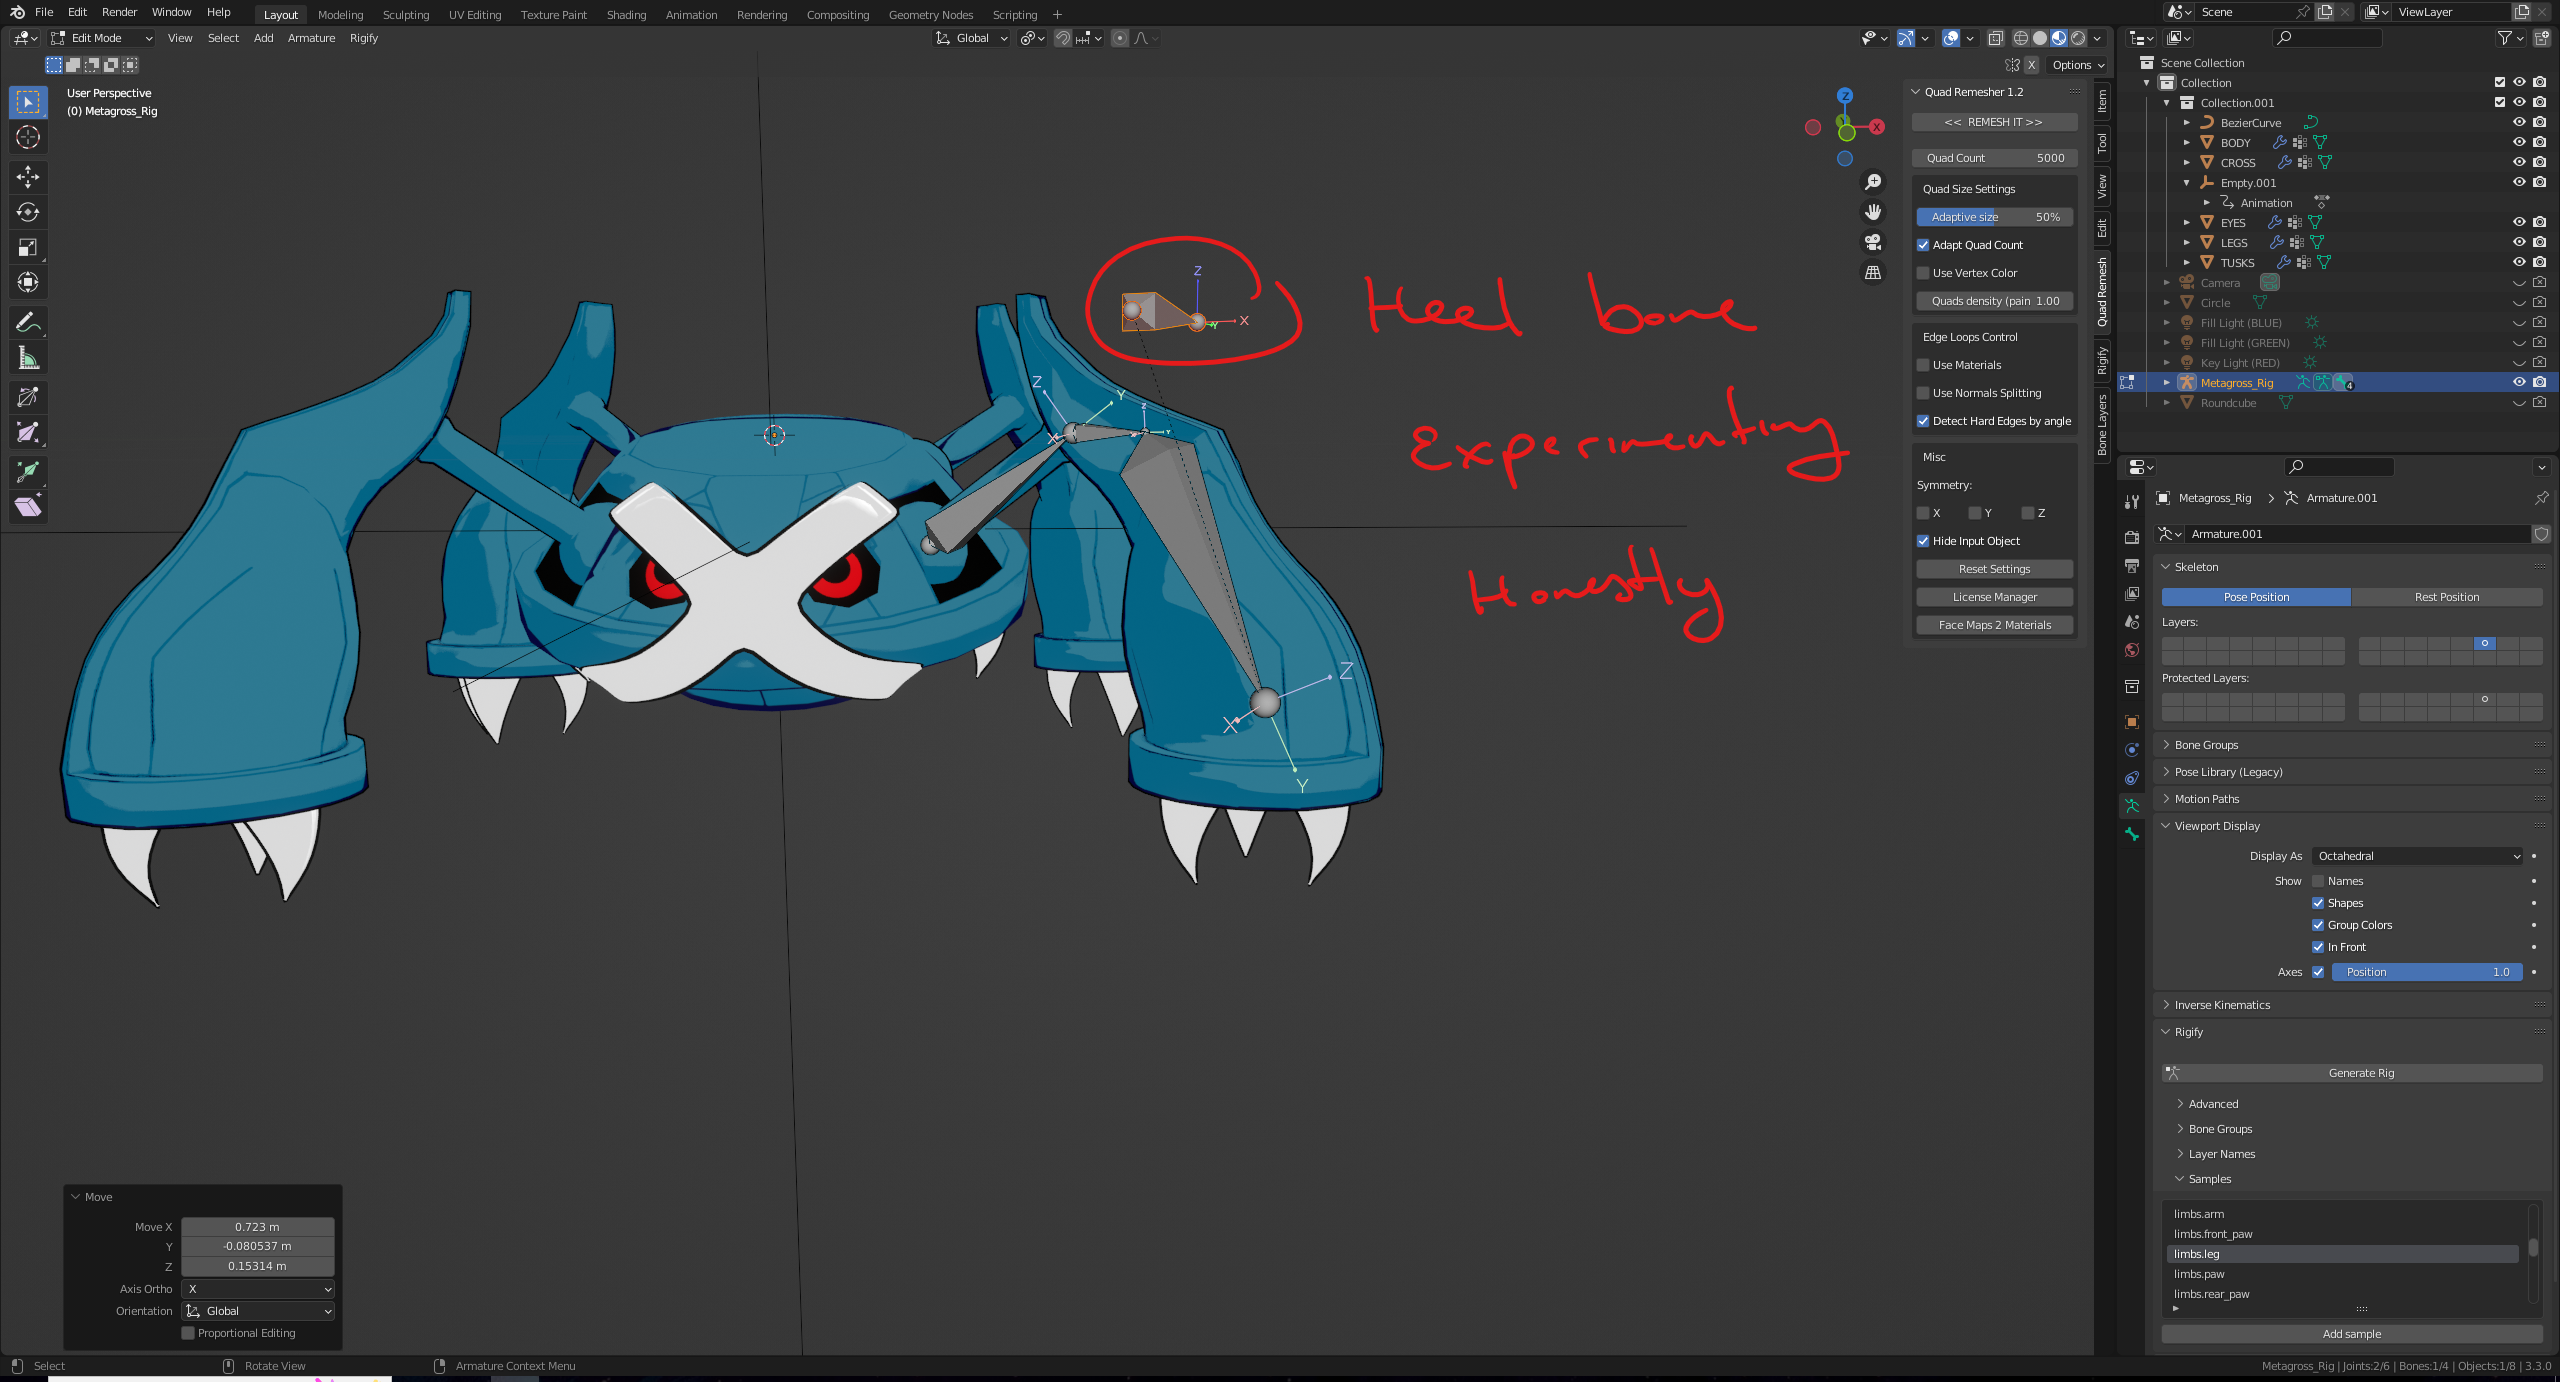 File Edit Render Window Help Layout Modeling Sculpting UV Editing Texture Paint Shading Animation Rendering Compositing Geometry Nodes Scripting + Scene ViewLayer
Edit Mode View Select Add Armature Rigify Global
X Options
User Perspective
(0) Metagross_Rig
Heel bone
Experimenting
Honestly
Z
X
Y
Z
Y
X
Z
X
Y
Z
X
Move
Move X 0.723 m
Y -0.080537 m
Z 0.15314 m
Axis Ortho X
Orientation Global
Proportional Editing
Quad Remesher 1.2
<< REMESH IT >>
Quad Count 5000
Quad Size Settings
Adaptive size 50%
Adapt Quad Count
Use Vertex Color
Quads density (pain 1.00
Edge Loops Control
Use Materials
Use Normals Splitting
Detect Hard Edges by angle
Misc
Symmetry:
X Y Z
Hide Input Object
Reset Settings
License Manager
Face Maps 2 Materials
Item
Tool
View
Edit
Quad Remesh
Rigify
Bone Layers
Scene Collection
Collection
Collection.001
BezierCurve
BODY
CROSS
Empty.001
Animation
EYES
LEGS
TUSKS
Camera
Circle
Fill Light (BLUE)
Fill Light (GREEN)
Key Light (RED)
Metagross_Rig 4
Roundcube
Metagross_Rig > Armature.001
Armature.001
Skeleton
Pose Position Rest Position
Layers:
Protected Layers:
Bone Groups
Pose Library (Legacy)
Motion Paths
Viewport Display
Display As Octahedral
Show Names
Shapes
Group Colors
In Front
Axes Position 1.0
Inverse Kinematics
Rigify
Generate Rig
Advanced
Bone Groups
Layer Names
Samples
limbs.arm
limbs.front_paw
limbs.leg
limbs.paw
limbs.rear_paw
Add sample
Select Rotate View Armature Context Menu Metagross_Rig | Joints:2/6 | Bones:1/4 | Objects:1/8 | 3.3.0